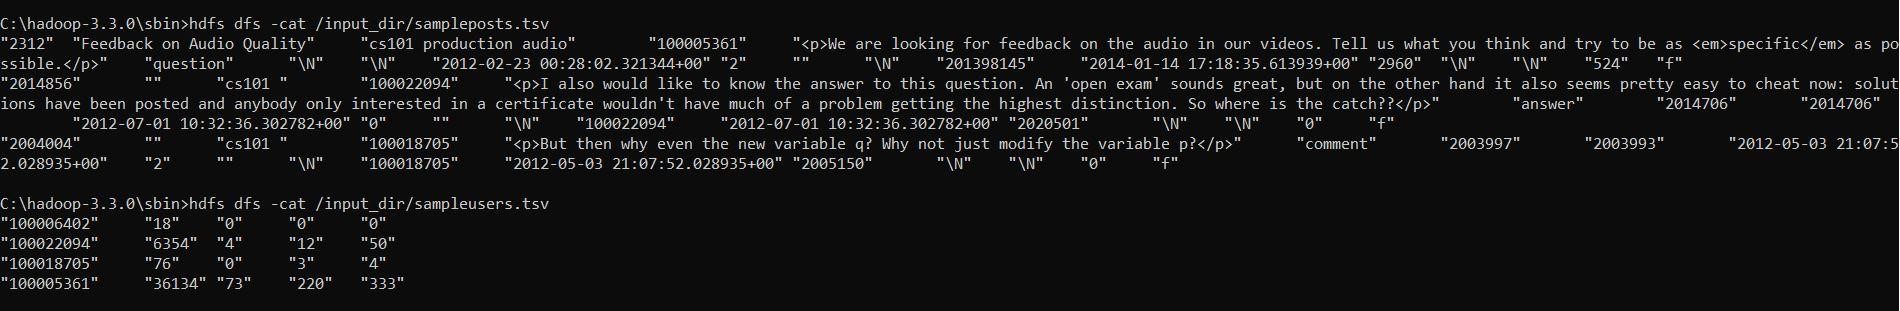 C:\hadoop-3.3.0\sbin>hdfs dfs -cat /input_dir/sampleposts.tsv
"2312"  "Feedback on Audio Quality"     "cs101 production audio"        "100005361"     "<p>We are looking for feedback on the audio in our videos. Tell us what you think and try to be as <em>specific</em> as po
ssible.</p>"    "question"      "\N"    "\N"    "2012-02-23 00:28:02.321344+00" "2"     ""      "\N"    "201398145"     "2014-01-14 17:18:35.613939+00" "2960"  "\N"    "\N"    "524"   "f"
"2014856"       ""      "cs101 "        "100022094"     "<p>I also would like to know the answer to this question. An 'open exam' sounds great, but on the other hand it also seems pretty easy to cheat now: solut
ions have been posted and anybody only interested in a certificate wouldn't have much of a problem getting the highest distinction. So where is the catch??</p>"        "answer"        "2014706"       "2014706"
        "2012-07-01 10:32:36.302782+00" "0"     ""      "\N"    "100022094"     "2012-07-01 10:32:36.302782+00" "2020501"       "\N"    "\N"    "0"     "f"
"2004004"       ""      "cs101 "        "100018705"     "<p>But then why even the new variable q? Why not just modify the variable p?</p>"      "comment"       "2003997"       "2003993"       "2012-05-03 21:07:5
2.028935+00"    "2"     ""      "\N"    "100018705"     "2012-05-03 21:07:52.028935+00" "2005150"       "\N"    "\N"    "0"     "f"
C:\hadoop-3.3.0\sbin>hdfs dfs -cat /input_dir/sampleusers.tsv
"100006402"     "18"    "0"     "0"     "0"
"100022094"     "6354"  "4"     "12"    "50"
"100018705"     "76"    "0"     "3"     "4"
"100005361"     "36134" "73"    "220"   "333"